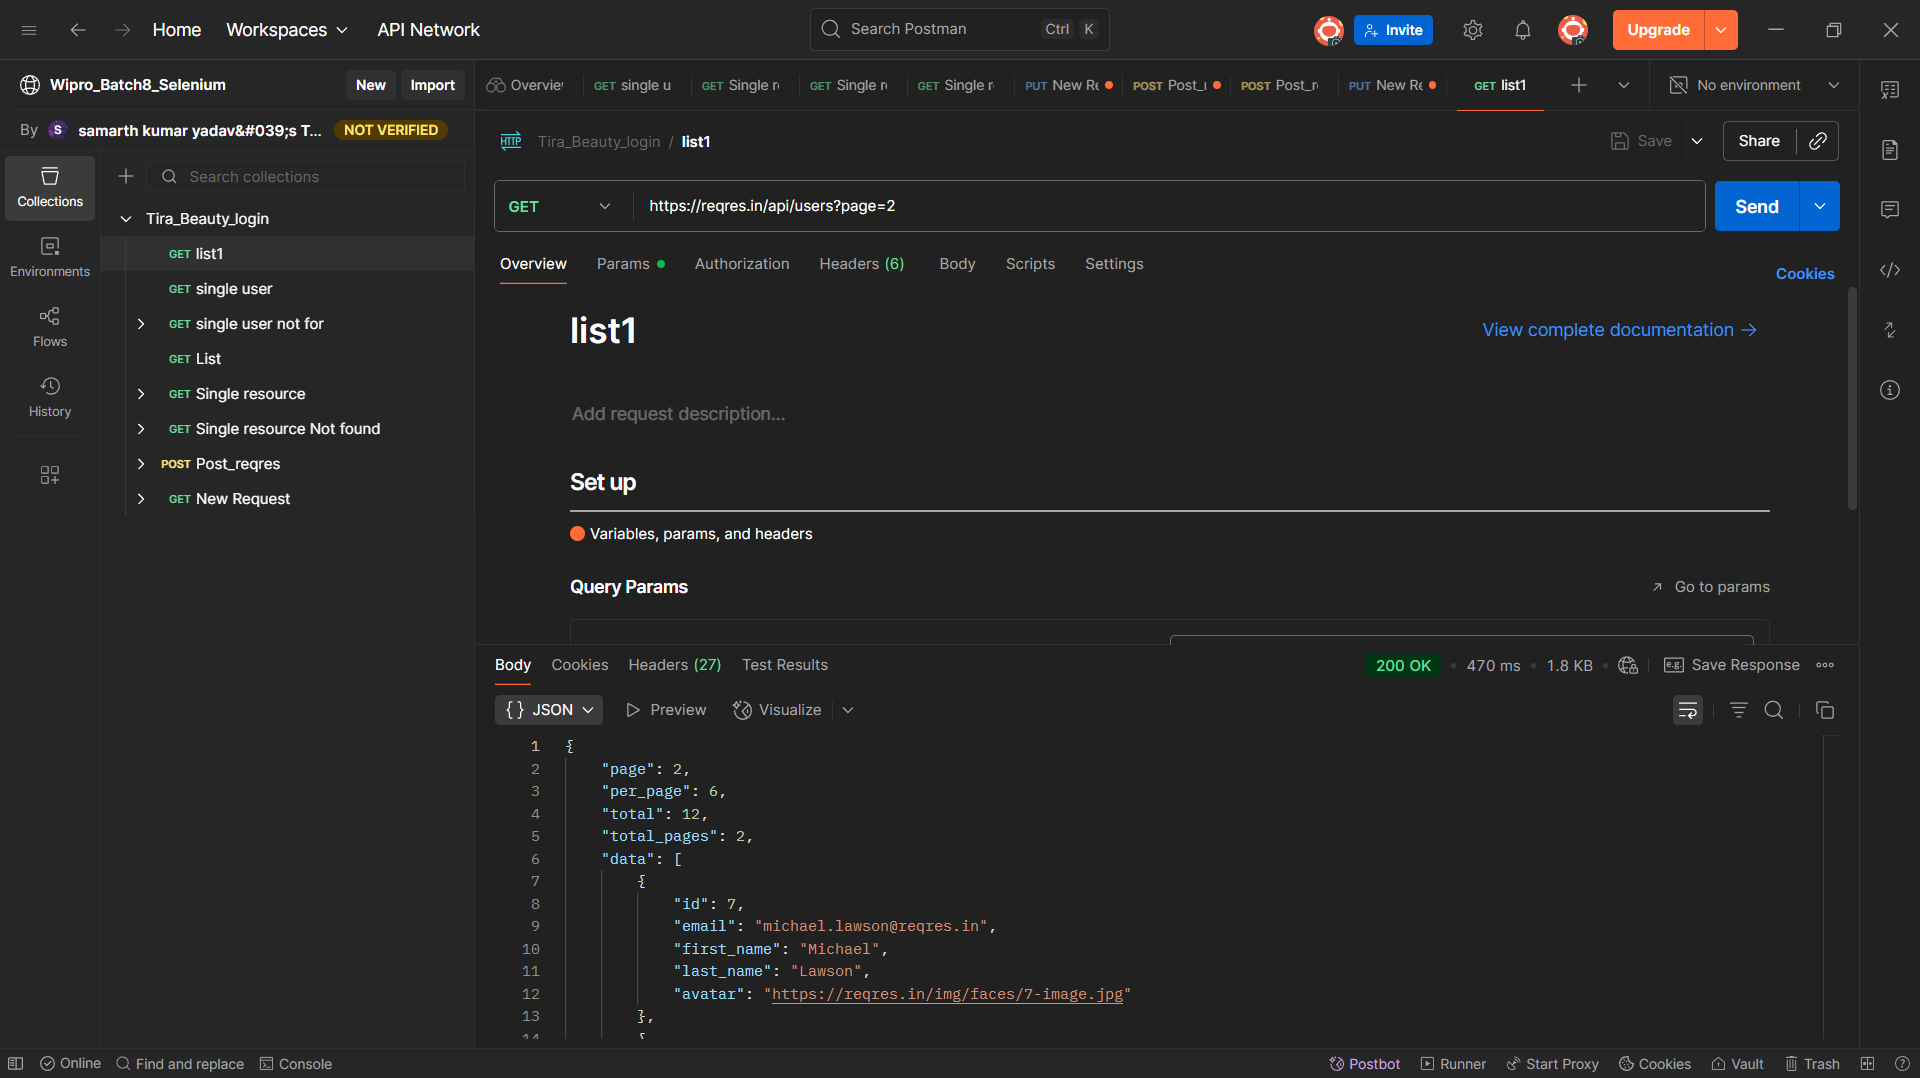 Home Workspaces API Network Search Postman Ctrl K Invite Upgrade
Wipro_Batch8_Selenium New Import
Overviev GET single u GET Single re GET Single re GET Single r PUT New Re POST Post_ POST Post_re PUT New Re GET list1 No environment
By S samarth kumar yadav&#039;s T... NOT VERIFIED
Tira_Beauty_login / list1 Save Share
Search collections
Collections
Environments
Flows
History
Tira_Beauty_login
GET list1
GET single user
GET single user not for
GET List
GET Single resource
GET Single resource Not found
POST Post_reqres
GET New Request
GET https://reqres.in/api/users?page=2 Send
Overview Params Authorization Headers (6) Body Scripts Settings Cookies
list1 View complete documentation →
Add request description...
Set up
Variables, params, and headers
Query Params Go to params
Body Cookies Headers (27) Test Results 200 OK 470 ms 1.8 KB e.g. Save Response
{} JSON Preview Visualize
1 {
2 "page": 2,
3 "per_page": 6,
4 "total": 12,
5 "total_pages": 2,
6 "data": [
7 {
8 "id": 7,
9 "email": "michael.lawson@reqres.in",
10 "first_name": "Michael",
11 "last_name": "Lawson",
12 "avatar": "https://reqres.in/img/faces/7-image.jpg"
13 },
14 {
Online Find and replace Console Postbot Runner Start Proxy Cookies Vault Trash